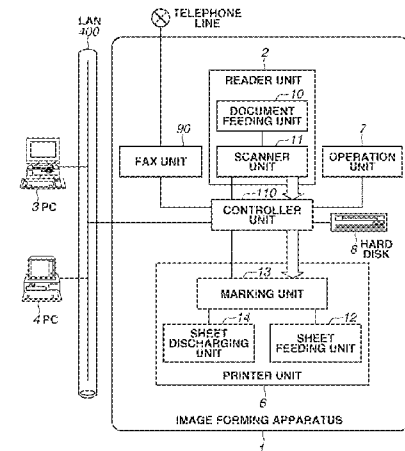 TELEPHONE
LINE
LAN
400
2
READER UNIT
10
DOCUMENT
FEEDING UNIT
90
11
7
FAX UNIT
SCANNER
UNIT
OPERATION
UNIT
110
3 PC
CONTROLLER
UNIT
8 HARD
DISK
13
MARKING UNIT
4 PC
14
12
SHEET
DISCHARGING
UNIT
SHEET
FEEDING UNIT
PRINTER UNIT
6
IMAGE FORMING APPARATUS
1